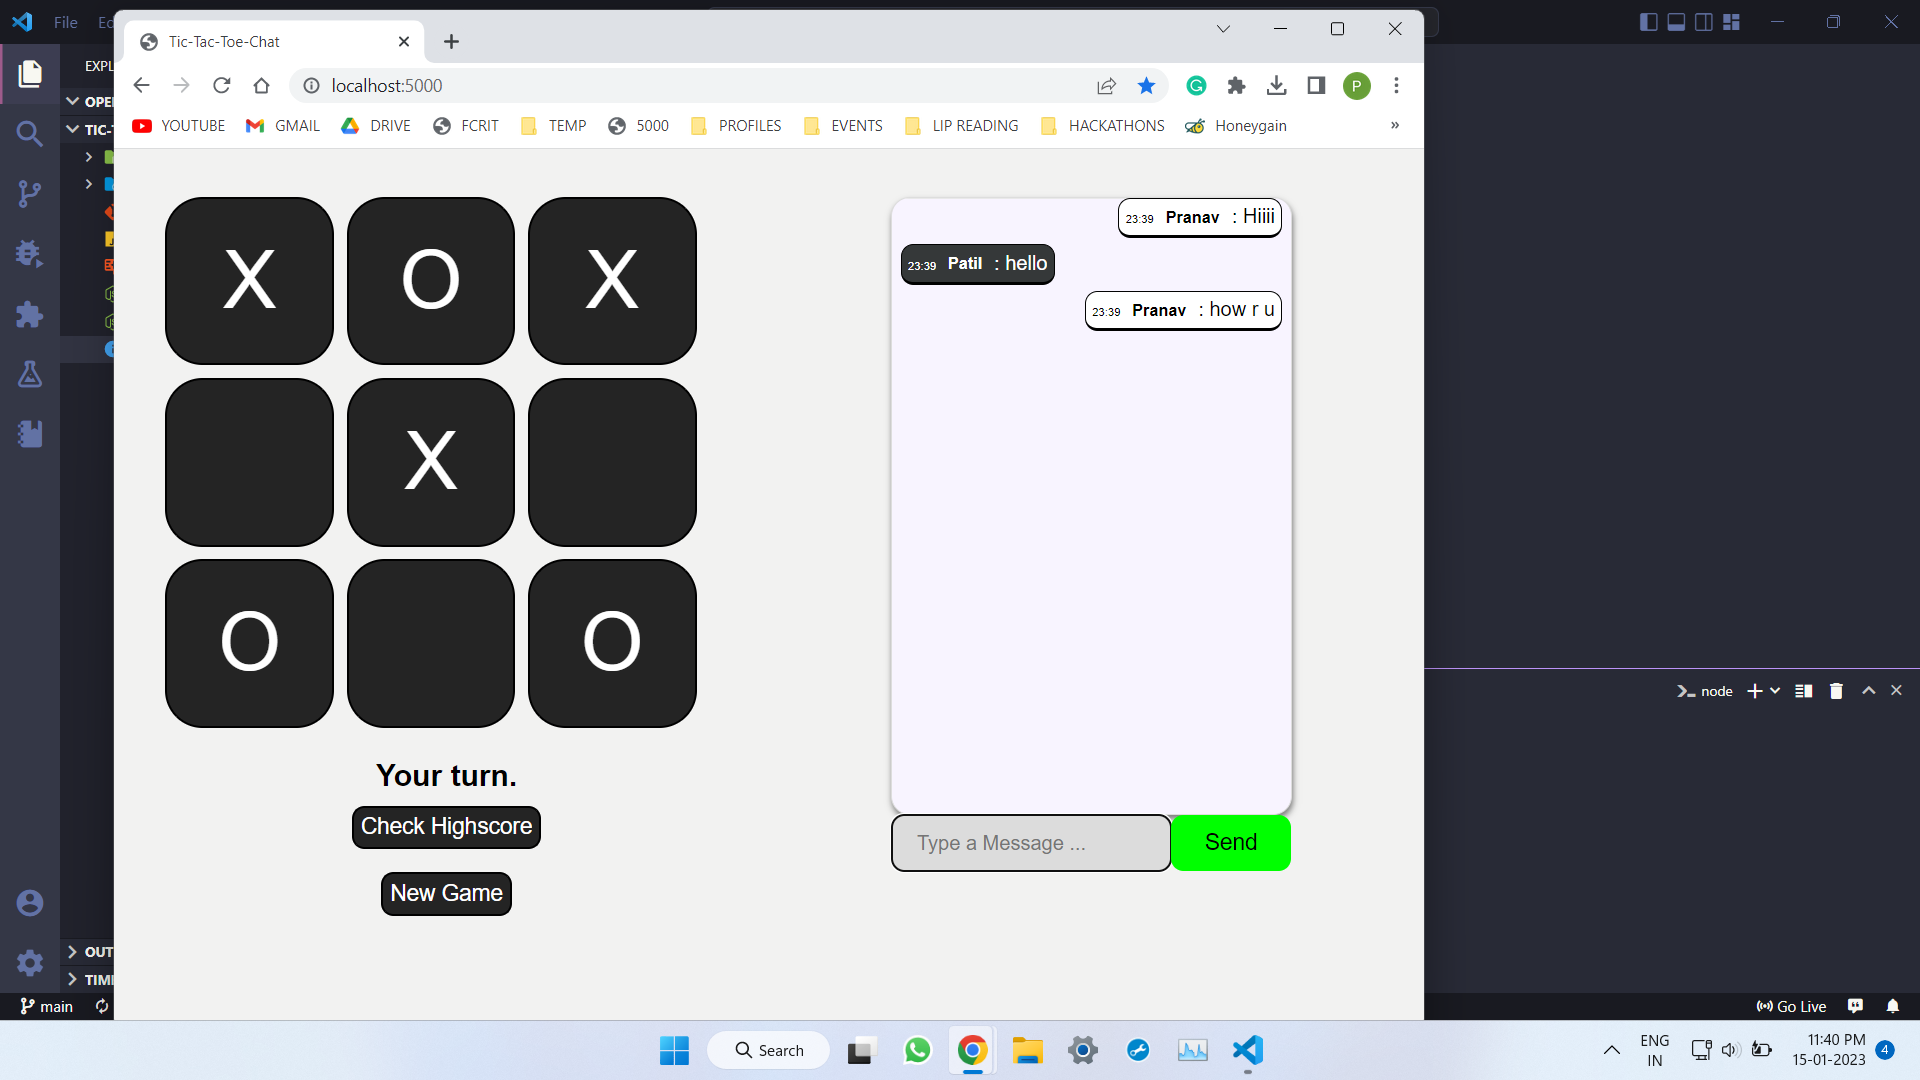 File Ed
Tic-Tac-Toe-Chat
EXPL
localhost:5000
P
OPE
YOUTUBE GMAIL DRIVE FCRIT TEMP 5000 PROFILES EVENTS LIP READING HACKATHONS Honeygain »
TIC-T
X O X
X
O O
23:39 Pranav : Hiiii
23:39 Patil : hello
23:39 Pranav : how r u
Your turn.
Check Highscore
New Game
Type a Message ...
Send
node
OUT
TIMI
main
Go Live
Search
ENG
IN
11:40 PM
15-01-2023
4